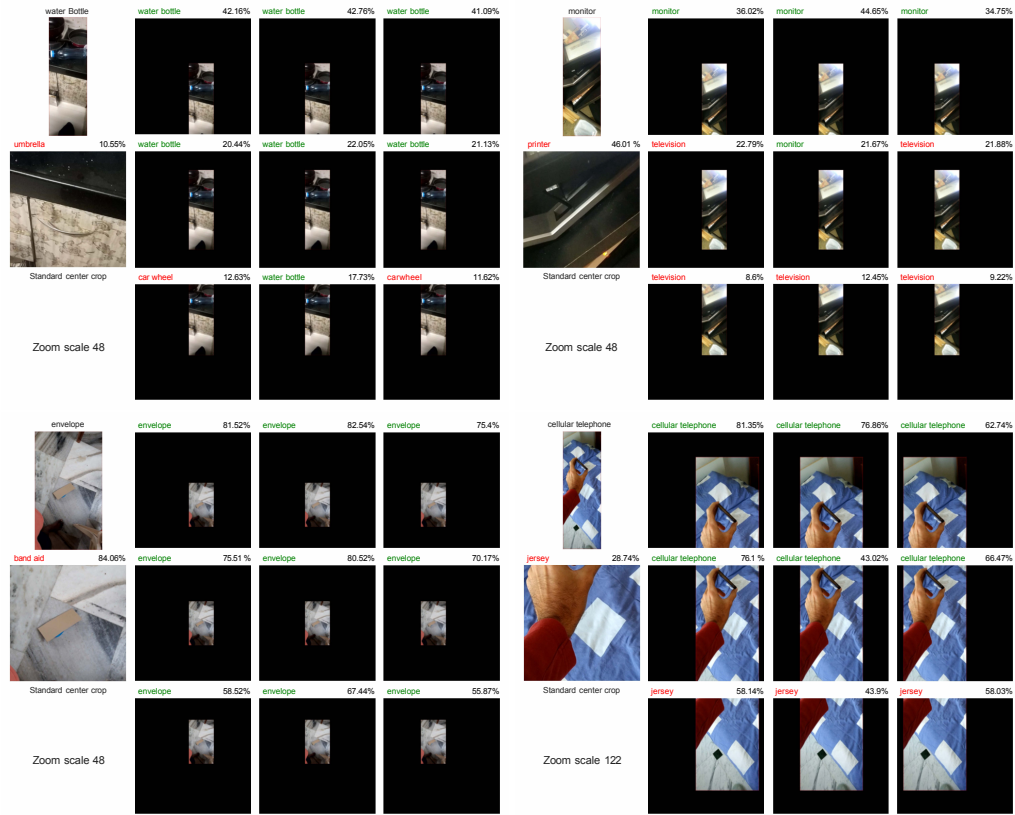 water Bottle
water bottle 42.16%
water bottle 42.76%
water bottle 41.09%
umbrella 10.55%
water bottle 20.44%
water bottle 22.05%
water bottle 21.13%
Standard center crop
car wheel 12.63%
water bottle 17.73%
carwheel 11.62%
Zoom scale 48
monitor
monitor 36.02%
monitor 44.65%
monitor 34.75%
printer 46.01 %
television 22.79%
monitor 21.67%
television 21.88%
Standard center crop
television 8.6%
television 12.45%
television 9.22%
Zoom scale 48
envelope
envelope 81.52%
envelope 82.54%
envelope 75.4%
band aid 84.06%
envelope 75.51 %
envelope 80.52%
envelope 70.17%
Standard center crop
envelope 58.52%
envelope 67.44%
envelope 55.87%
Zoom scale 48
cellular telephone
cellular telephone 81.35%
cellular telephone 76.86%
cellular telephone 62.74%
jersey 28.74%
cellular telephone 76.1 %
cellular telephone 43.02%
cellular telephone 66.47%
Standard center crop
jersey 58.14%
jersey 43.9%
jersey 58.03%
Zoom scale 122